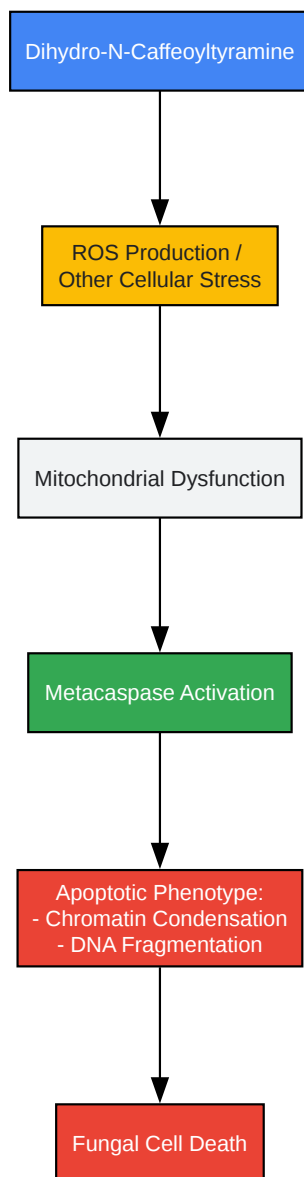 Dihydro-N-Caffeoyltyramine
ROS Production /
Other Cellular Stress
Mitochondrial Dysfunction
Metacaspase Activation
Apoptotic Phenotype:
- Chromatin Condensation
- DNA Fragmentation
Fungal Cell Death